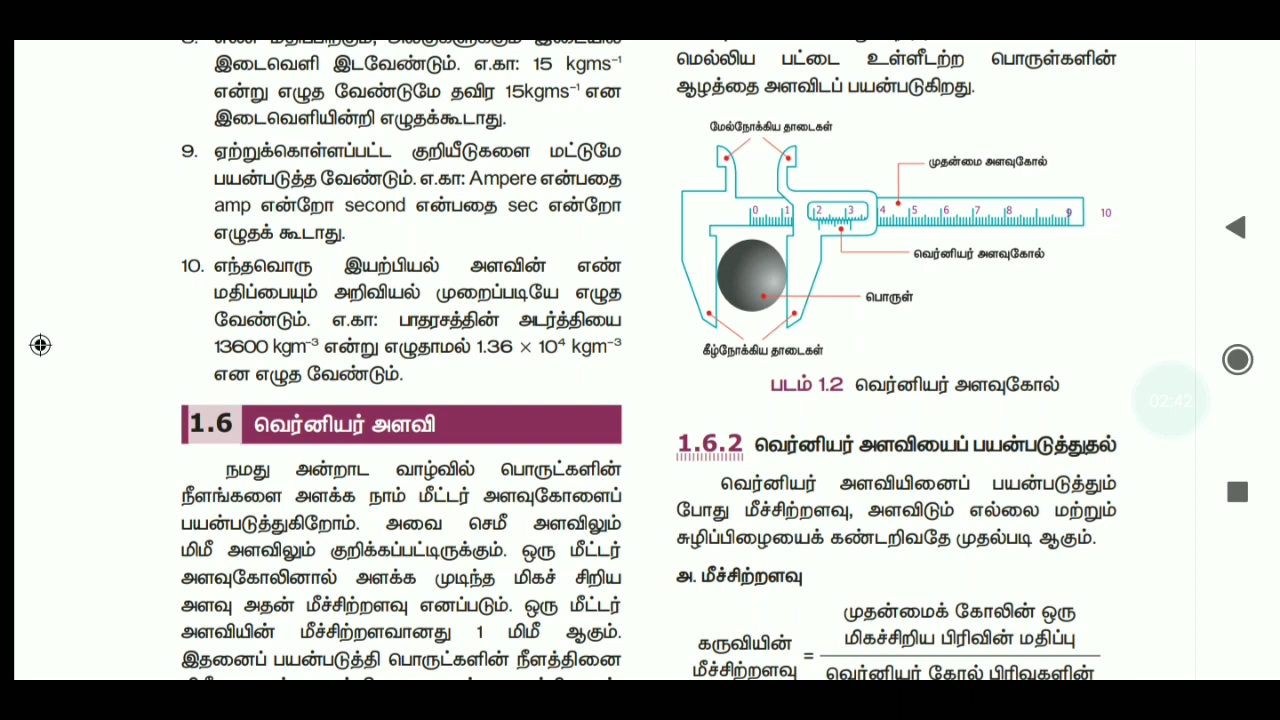 இடைவெளி இடவேண்டும். எ.கா: 15 kgms⁻¹
என்று எழுத வேண்டுமே தவிர 15kgms⁻¹ என
இடைவெளியின்றி எழுதக்கூடாது.
9. ஏற்றுக்கொள்ளப்பட்ட குறியீடுகளை மட்டுமே
பயன்படுத்த வேண்டும். எ.கா: Ampere என்பதை
amp என்றோ second என்பதை sec என்றோ
எழுதக் கூடாது.
10. எந்தவொரு இயற்பியல் அளவின் எண்
மதிப்பையும் அறிவியல் முறைப்படியே எழுத
வேண்டும். எ.கா: பாதரசத்தின் அடர்த்தியை
13600 kgm⁻³ என்று எழுதாமல் 1.36 × 10⁴ kgm⁻³
என எழுத வேண்டும்.
1.6 வெர்னியர் அளவி
நமது அன்றாட வாழ்வில் பொருட்களின்
நீளங்களை அளக்க நாம் மீட்டர் அளவுகோளைப்
பயன்படுத்துகிறோம். அவை செமீ அளவிலும்
மிமீ அளவிலும் குறிக்கப்பட்டிருக்கும். ஒரு மீட்டர்
அளவுகோலினால் அளக்க முடிந்த மிகச் சிறிய
அளவு அதன் மீச்சிற்றளவு எனப்படும். ஒரு மீட்டர்
அளவியின் மீச்சிற்றளவானது 1 மிமீ ஆகும்.
இதனைப் பயன்படுத்தி பொருட்களின் நீளத்தினை
மெல்லிய பட்டை உள்ளீடற்ற பொருள்களின்
ஆழத்தை அளவிடப் பயன்படுகிறது.
மேல்நோக்கிய தாடைகள்
முதன்மை அளவுகோல்
0 1 2 3 4 5 6 7 8 9 10
வெர்னியர் அளவுகோல்
பொருள்
கீழ்நோக்கிய தாடைகள்
படம் 1.2 வெர்னியர் அளவுகோல்
02:42
1.6.2 வெர்னியர் அளவியைப் பயன்படுத்துதல்
வெர்னியர் அளவியினைப் பயன்படுத்தும்
போது மீச்சிற்றளவு, அளவிடும் எல்லை மற்றும்
சுழிப்பிழையைக் கண்டறிவதே முதல்படி ஆகும்.
அ. மீச்சிற்றளவு
முதன்மைக் கோலின் ஒரு
மிகச்சிறிய பிரிவின் மதிப்பு
கருவியின்
மீச்சிற்றளவு =
வெர்னியர் கோல் பிரிவுகளின்